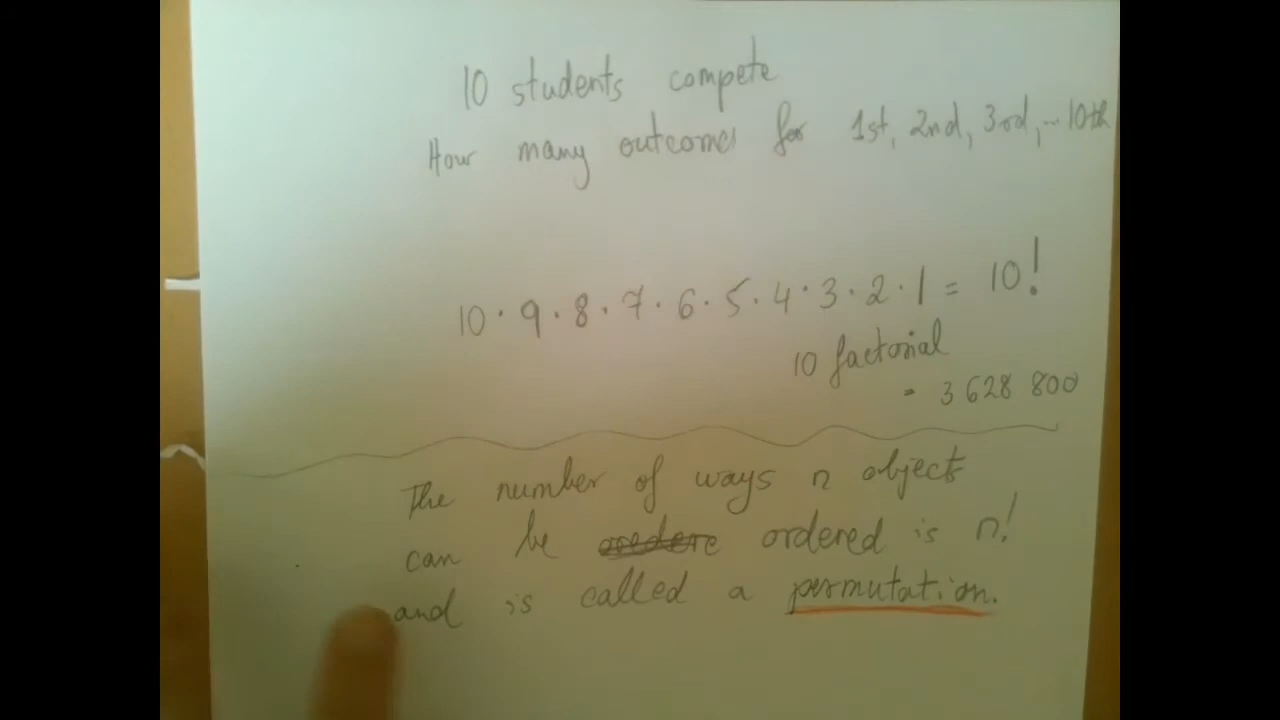 10 students compete
How many outcomes for 1st, 2nd, 3rd, ... 10th
10 · 9 · 8 · 7 · 6 · 5 · 4 · 3 · 2 · 1 = 10!
10 factorial
= 3 628 800
The number of ways n objects
can be ordered is n!
and is called a permutation.